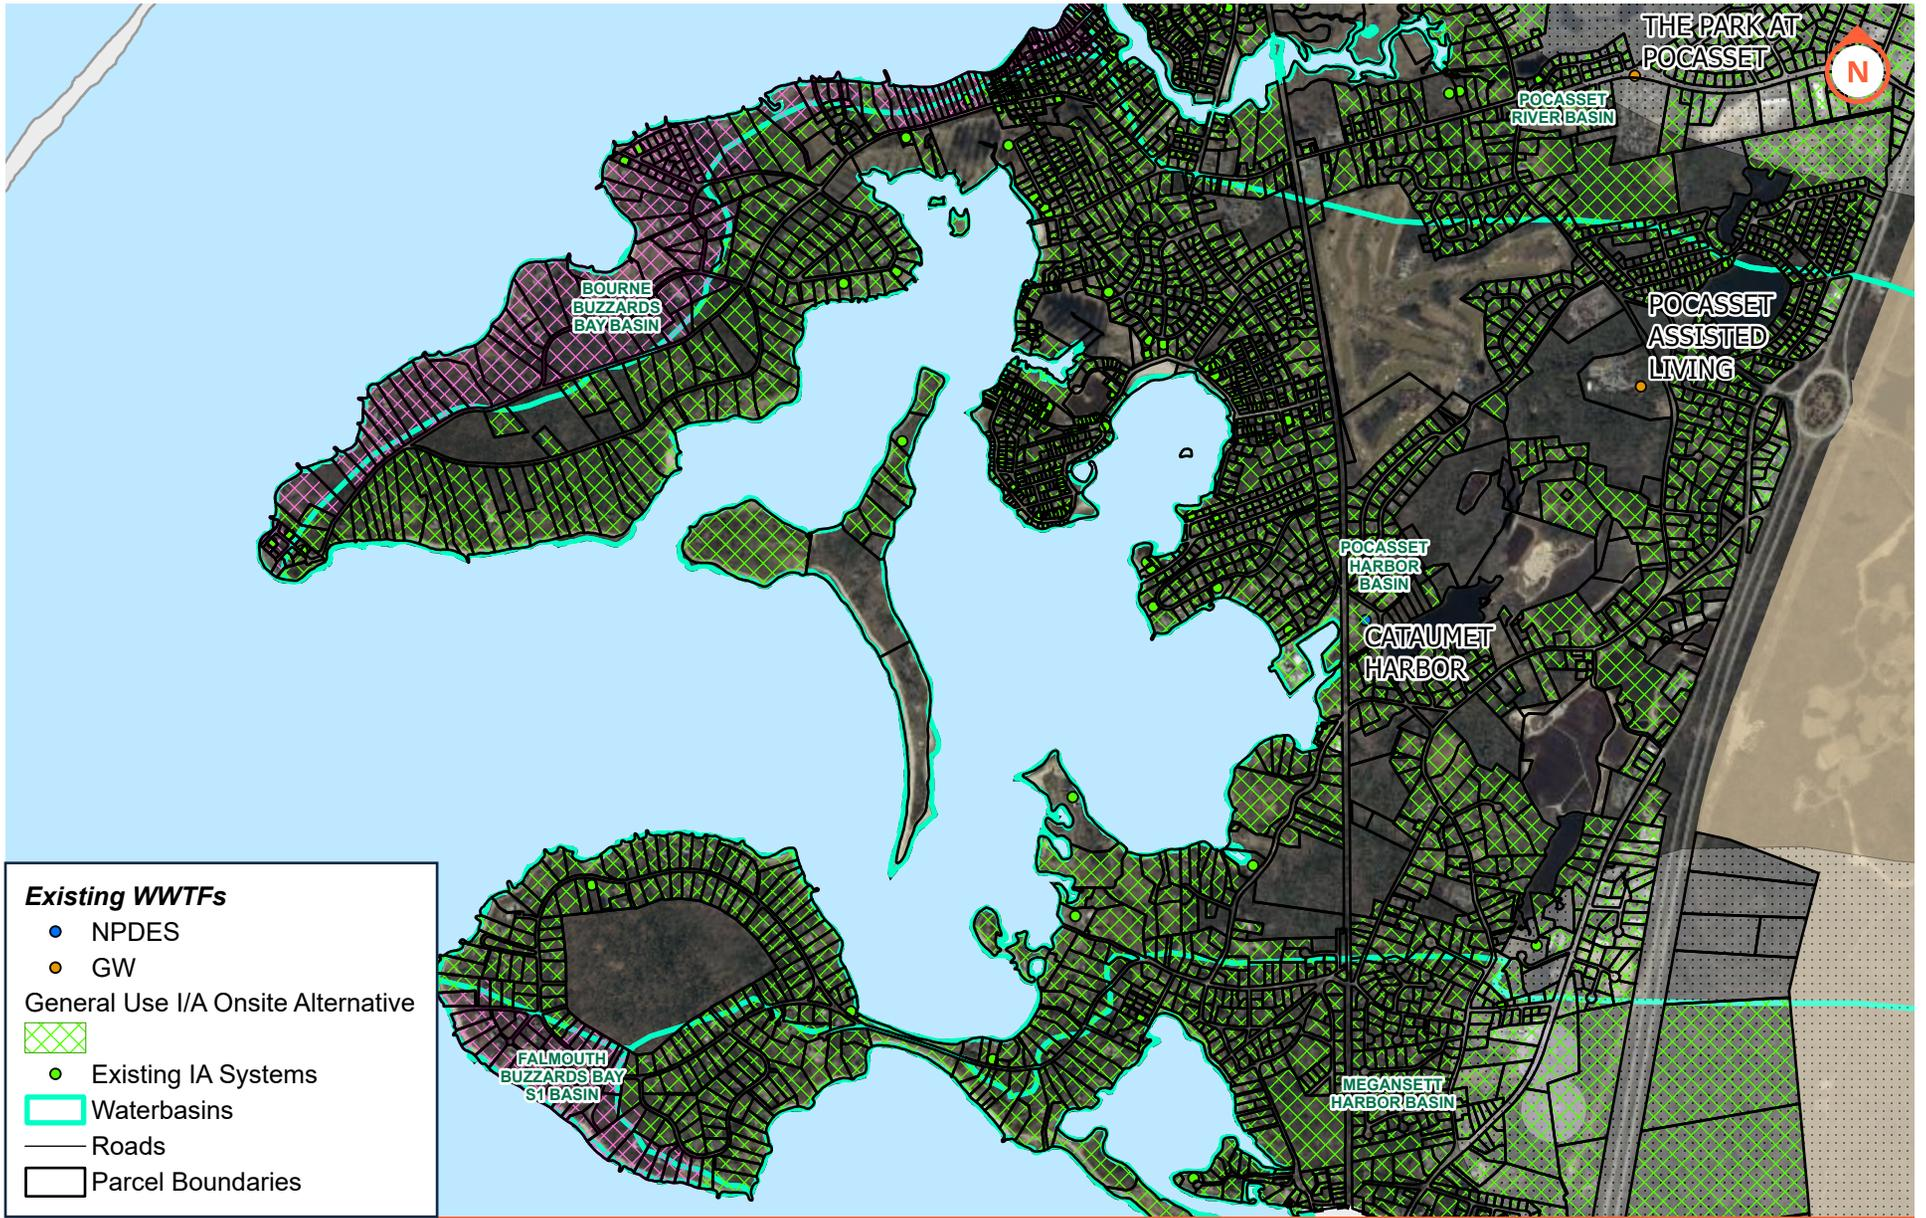 THE PARK AT
POCASSET
N
POCASSET
RIVER BASIN
BOURNE
BUZZARDS
BAY BASIN
POCASSET
ASSISTED
LIVING
POCASSET
HARBOR
BASIN
CATAUMET
HARBOR
FALMOUTH
BUZZARDS BAY
S1 BASIN
MEGANSETT
HARBOR BASIN
Existing WWTFs
NPDES
GW
General Use I/A Onsite Alternative
Existing IA Systems
Waterbasins
Roads
Parcel Boundaries